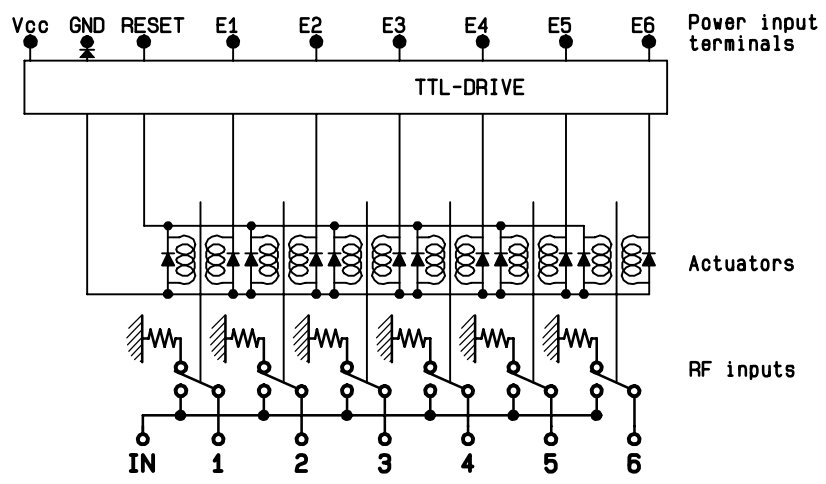 Vcc GND RESET E1 E2 E3 E4 E5 E6 Power input
terminals
TTL-DRIVE
Actuators
RF inputs
IN 1 2 3 4 5 6